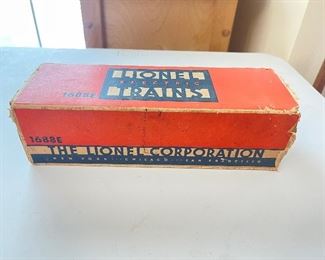 LIONEL
ELECTRIC
TRAINS
1688E
1688E
THE LIONEL CORPORATION
NEW YORK — CHICAGO — SAN FRANCISCO